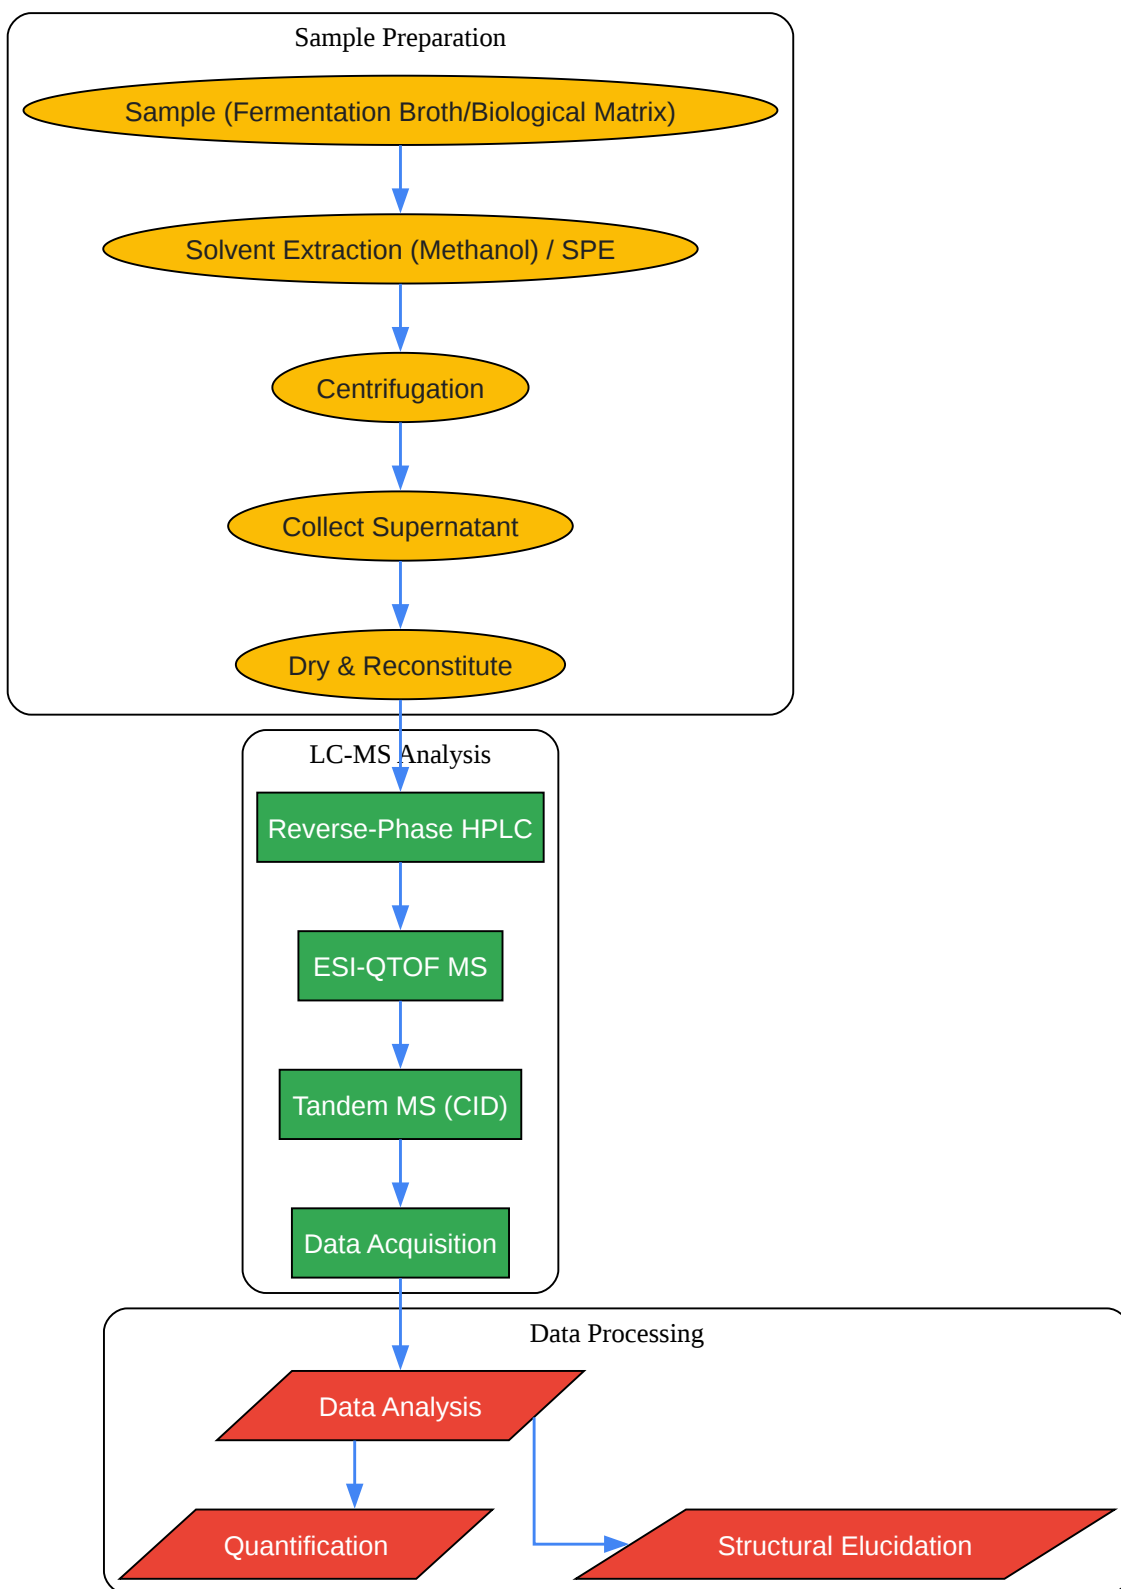 Sample Preparation
Sample (Fermentation Broth/Biological Matrix)
Solvent Extraction (Methanol) / SPE
Centrifugation
Collect Supernatant
Dry & Reconstitute
LC-MS Analysis
Reverse-Phase HPLC
ESI-QTOF MS
Tandem MS (CID)
Data Acquisition
Data Processing
Data Analysis
Quantification
Structural Elucidation